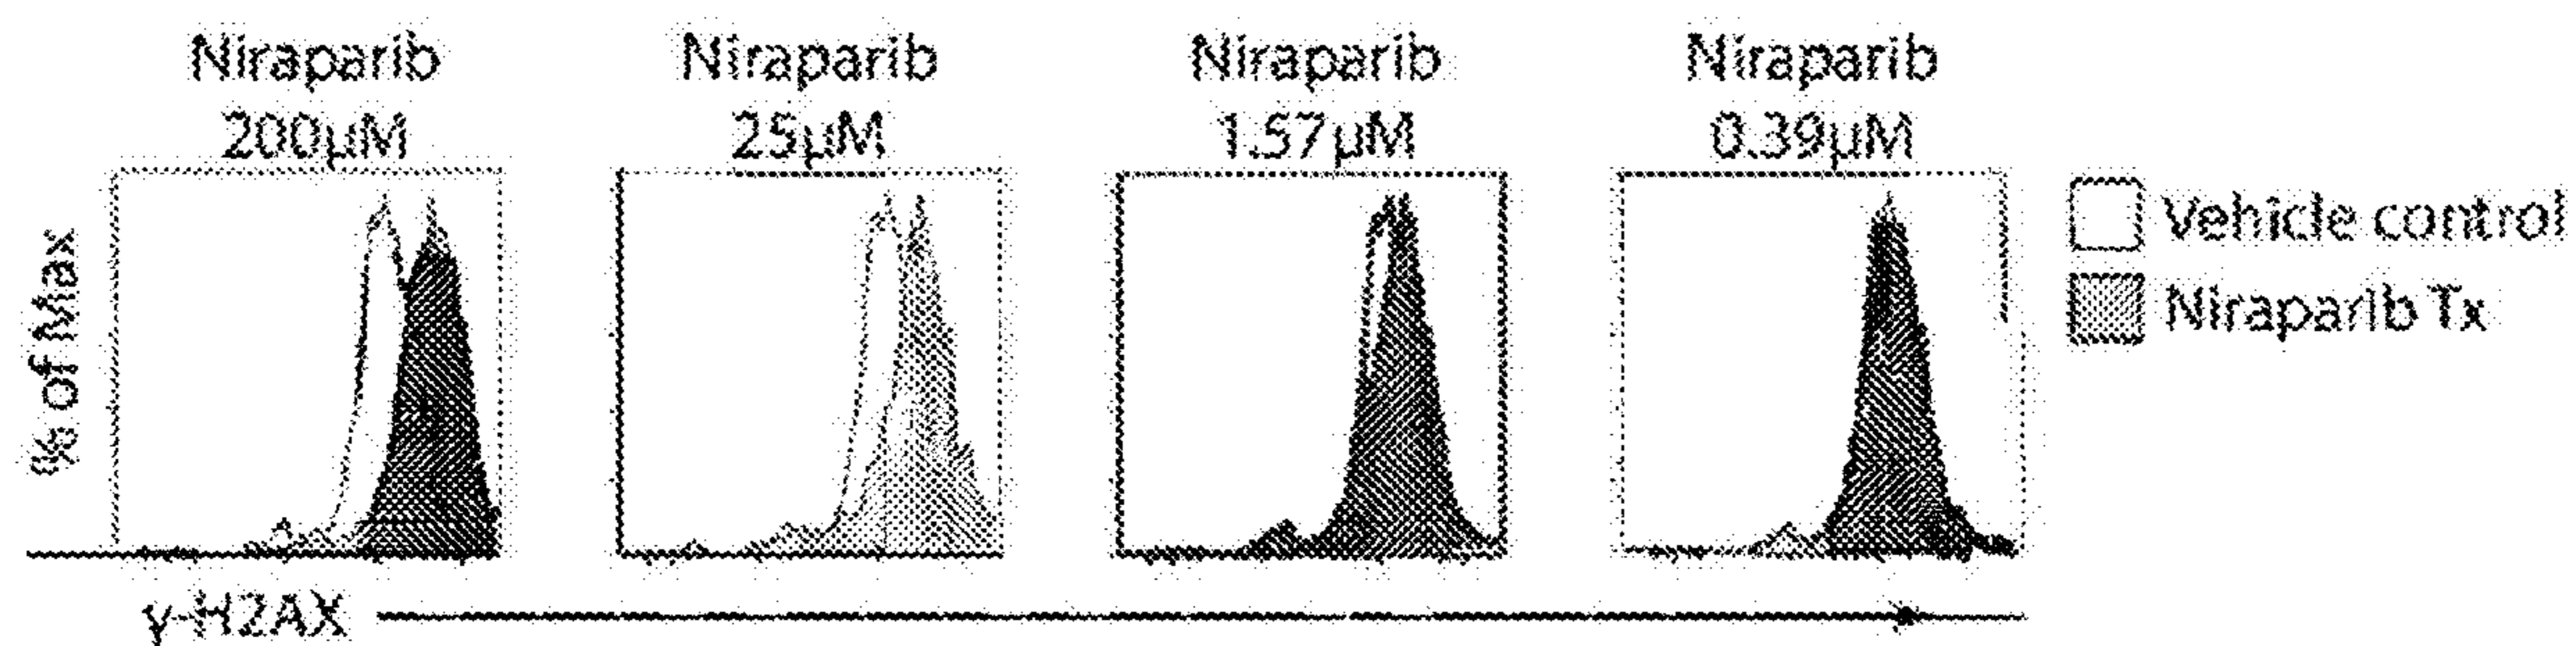 Niraparib
200µM
Niraparib
25µM
Niraparib
1.57µM
Niraparib
0.39µM
% of Max
Vehicle control
Niraparib Tx
γ-H2AX